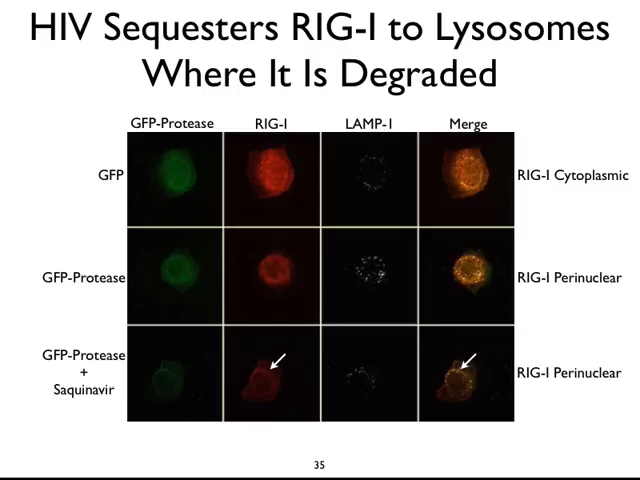 HIV Sequesters RIG-I to Lysosomes
Where It Is Degraded
GFP-Protease RIG-I LAMP-1 Merge
GFP RIG-I Cytoplasmic
GFP-Protease RIG-I Perinuclear
GFP-Protease
+
Saquinavir
RIG-I Perinuclear
35